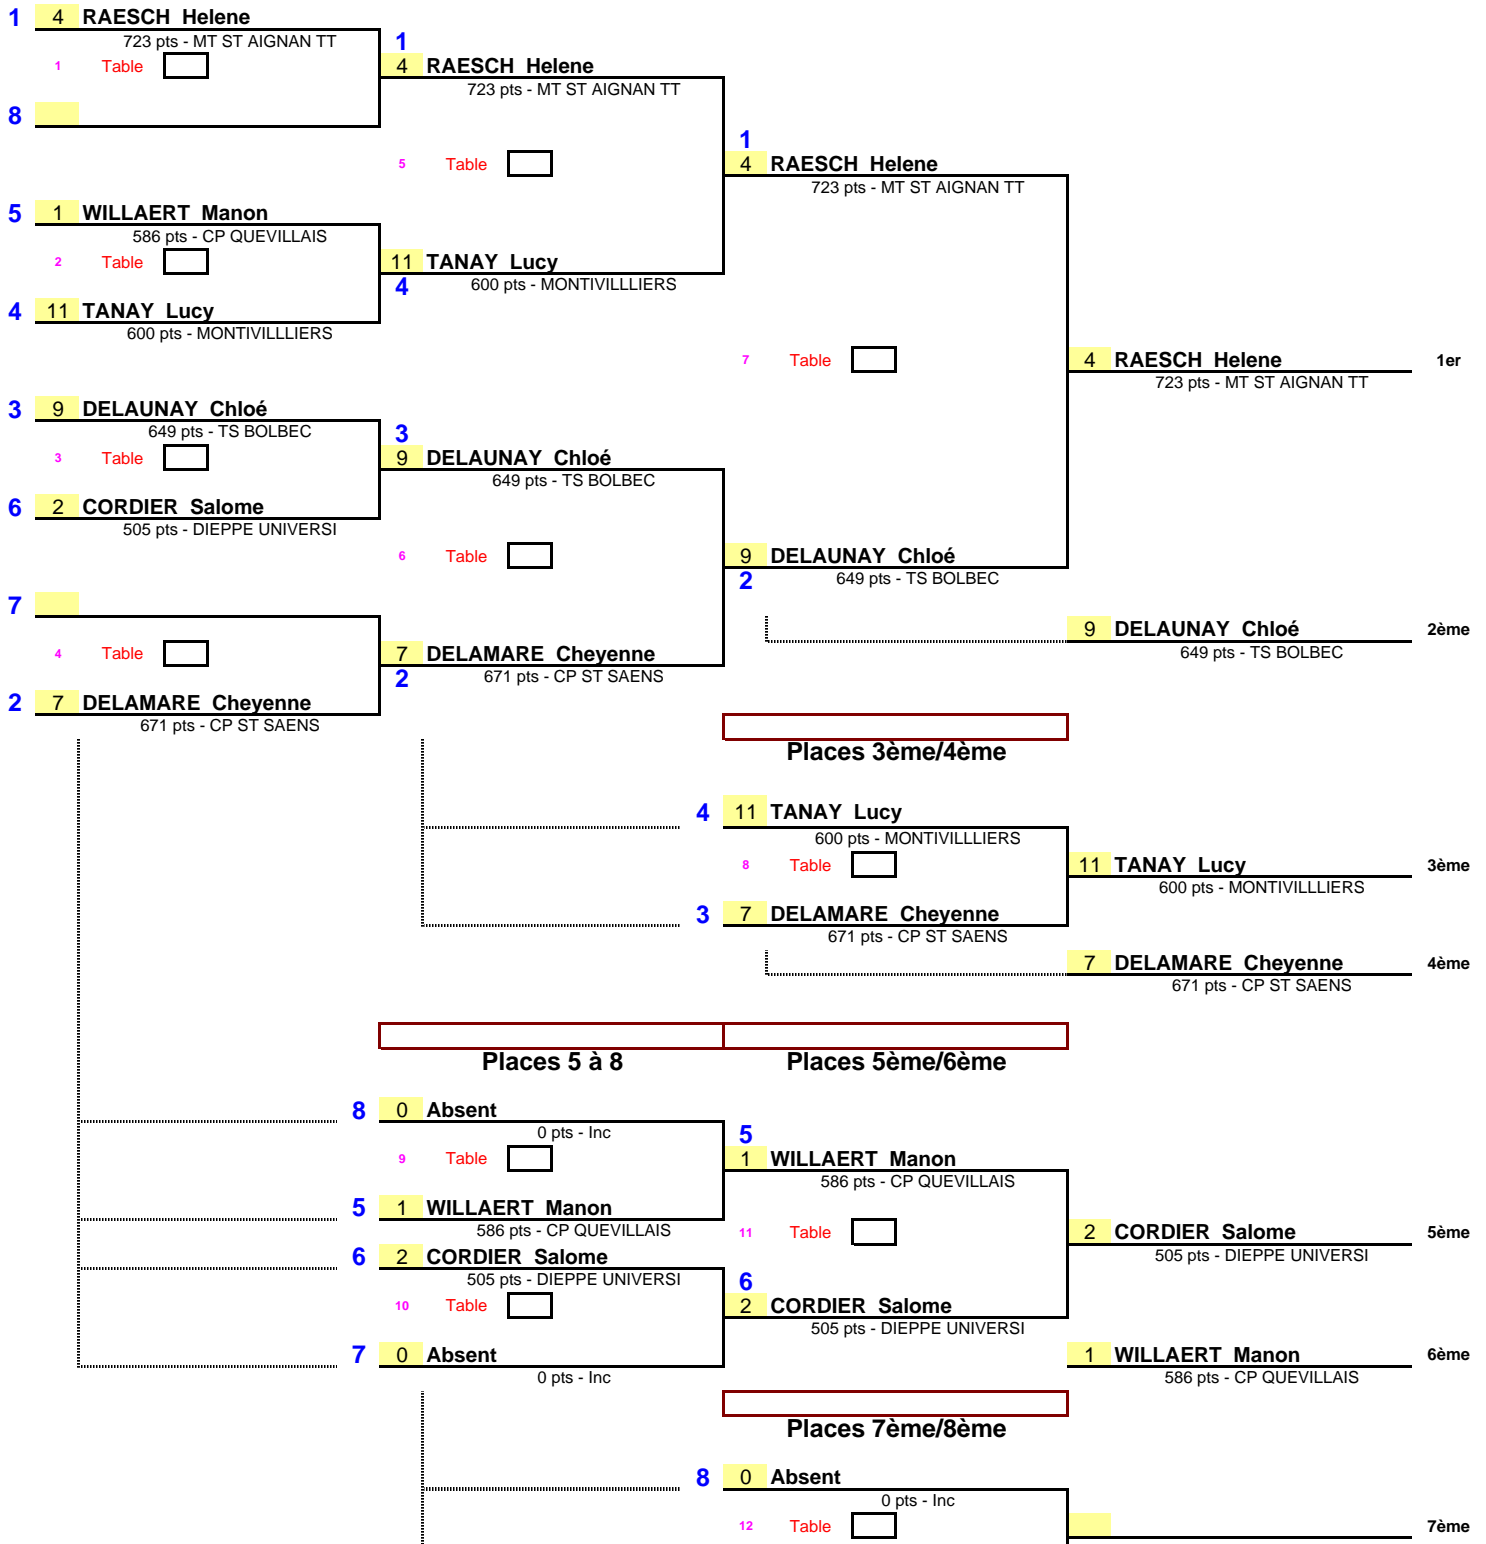 1 4 RAESCH Helene
723 pts - MT ST AIGNAN TT
1 Table
8
1
4 RAESCH Helene
723 pts - MT ST AIGNAN TT
5 Table
5 1 WILLAERT Manon
586 pts - CP QUEVILLAIS
2 Table
4 11 TANAY Lucy
600 pts - MONTIVILLLIERS
11 TANAY Lucy
4 600 pts - MONTIVILLLIERS
1
4 RAESCH Helene
723 pts - MT ST AIGNAN TT
7 Table
4 RAESCH Helene 1er
723 pts - MT ST AIGNAN TT
3 9 DELAUNAY Chloé
649 pts - TS BOLBEC
3 Table
6 2 CORDIER Salome
505 pts - DIEPPE UNIVERSI
3
9 DELAUNAY Chloé
649 pts - TS BOLBEC
6 Table
9 DELAUNAY Chloé
2 649 pts - TS BOLBEC
7
4 Table
2 7 DELAMARE Cheyenne
671 pts - CP ST SAENS
7 DELAMARE Cheyenne
2 671 pts - CP ST SAENS
9 DELAUNAY Chloé 2ème
649 pts - TS BOLBEC
Places 3ème/4ème
4 11 TANAY Lucy
600 pts - MONTIVILLLIERS
8 Table
3 7 DELAMARE Cheyenne
671 pts - CP ST SAENS
11 TANAY Lucy 3ème
600 pts - MONTIVILLLIERS
7 DELAMARE Cheyenne 4ème
671 pts - CP ST SAENS
Places 5 à 8
Places 5ème/6ème
8 0 Absent
0 pts - Inc
9 Table
5 1 WILLAERT Manon
586 pts - CP QUEVILLAIS
6 2 CORDIER Salome
505 pts - DIEPPE UNIVERSI
10 Table
7 0 Absent
0 pts - Inc
5
1 WILLAERT Manon
586 pts - CP QUEVILLAIS
11 Table
6
2 CORDIER Salome
505 pts - DIEPPE UNIVERSI
2 CORDIER Salome 5ème
505 pts - DIEPPE UNIVERSI
1 WILLAERT Manon 6ème
586 pts - CP QUEVILLAIS
Places 7ème/8ème
8 0 Absent
0 pts - Inc
12 Table
7ème